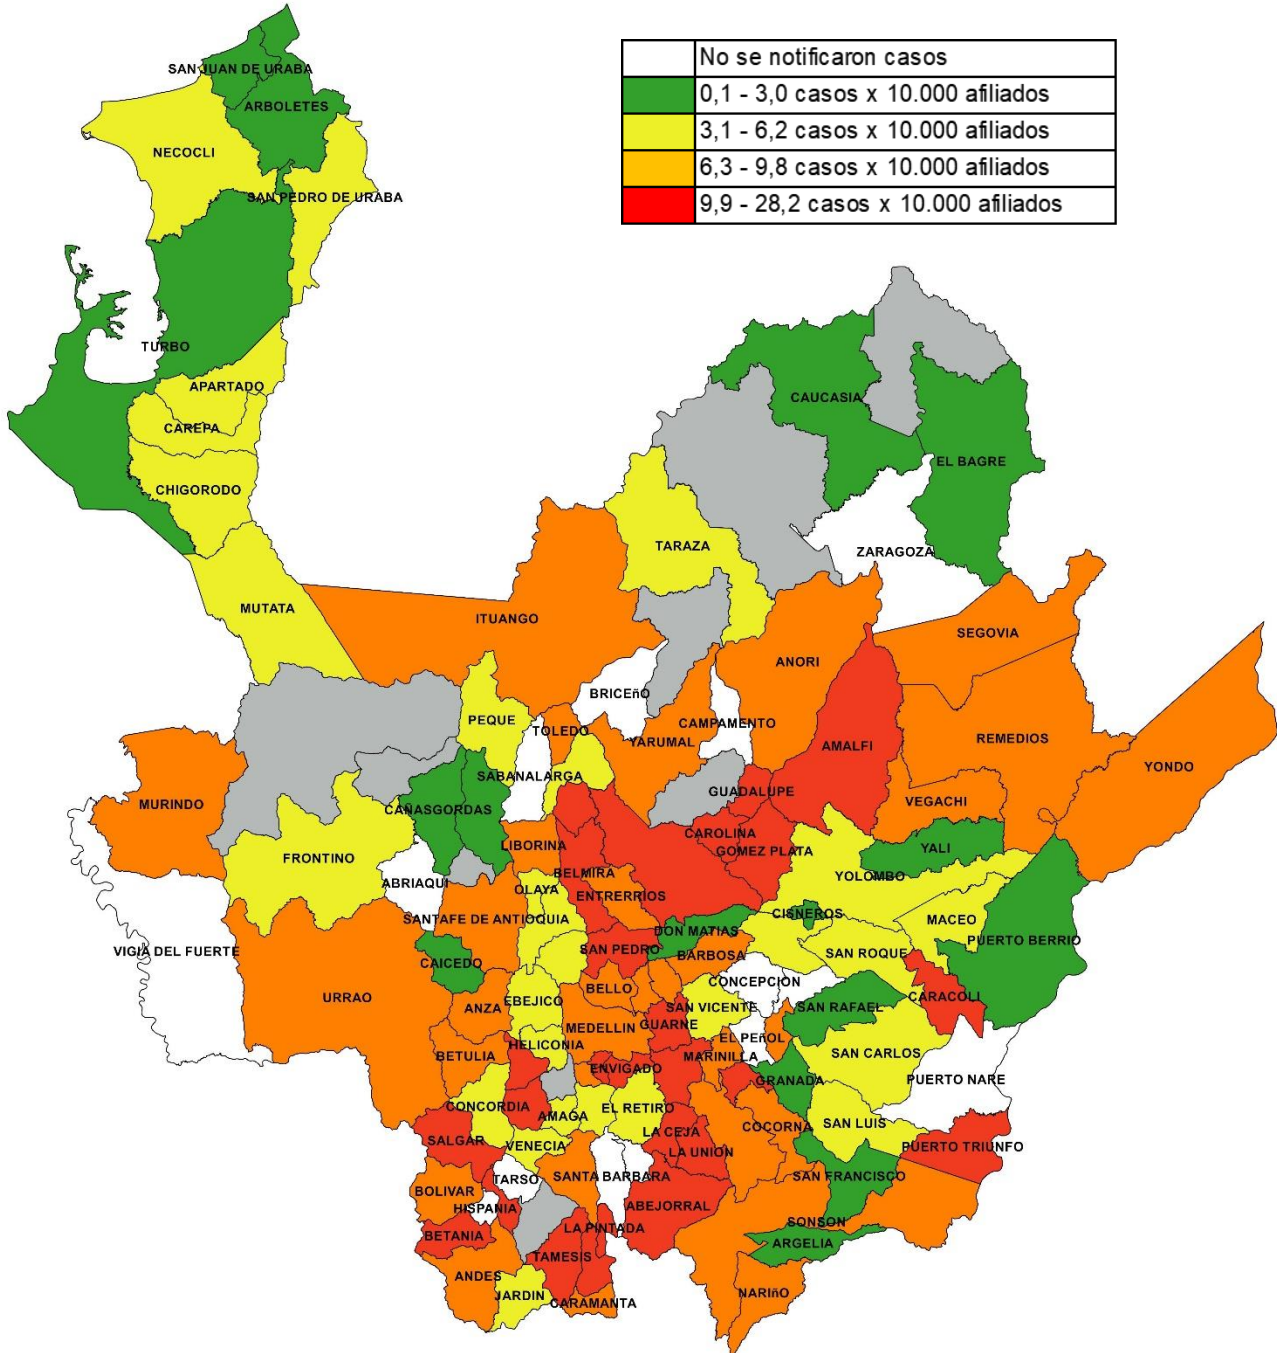 No se notificaron casos
0,1 - 3,0 casos x 10.000 afiliados
3,1 - 6,2 casos x 10.000 afiliados
6,3 - 9,8 casos x 10.000 afiliados
9,9 - 28,2 casos x 10.000 afiliados
SAN JUAN DE URABA
ARBOLETES
NECOCLI
SAN PEDRO DE URABA
TURBO
APARTADO
CAREPA
CHIGORODO
MUTATA
CAUCASIA
EL BAGRE
TARAZA
ZARAGOZA
ITUANGO
SEGOVIA
ANORI
BRICEñO
PEQUE
TOLEDO
YARUMAL
CAMPAMENTO
AMALFI
REMEDIOS
YONDO
SABANALARGA
GUADALUPE
VEGACHI
MURINDO
CAÑASGORDAS
CAROLINA
LIBORINA
GOMEZ PLATA
YALI
FRONTINO
ABRIAQUI
BELMIRA
YOLOMBO
OLAYA
ENTRERRIOS
SANTAFE DE ANTIOQUIA
CISNEROS
MACEO
DON MATIAS
PUERTO BERRIO
VIGIA DEL FUERTE
SAN PEDRO
BARBOSA
SAN ROQUE
CAICEDO
URRAO
BELLO
CONCEPCION
CARACOLI
EBEJICO
ANZA
SAN VICENTE
SAN RAFAEL
MEDELLIN
GUARNE
EL PEñOL
HELICONIA
BETULIA
MARINILLA
SAN CARLOS
ENVIGADO
GRANADA
PUERTO NARE
CONCORDIA
AMAGA
EL RETIRO
COCORNA
SAN LUIS
SALGAR
VENECIA
LA CEJA
LA UNION
PUERTO TRIUNFO
TARSO
SANTA BARBARA
SAN FRANCISCO
BOLIVAR
HISPANIA
ABEJORRAL
SONSON
BETANIA
LA PINTADA
ARGELIA
TAMESIS
ANDES
JARDIN
CARAMANTA
NARIñO